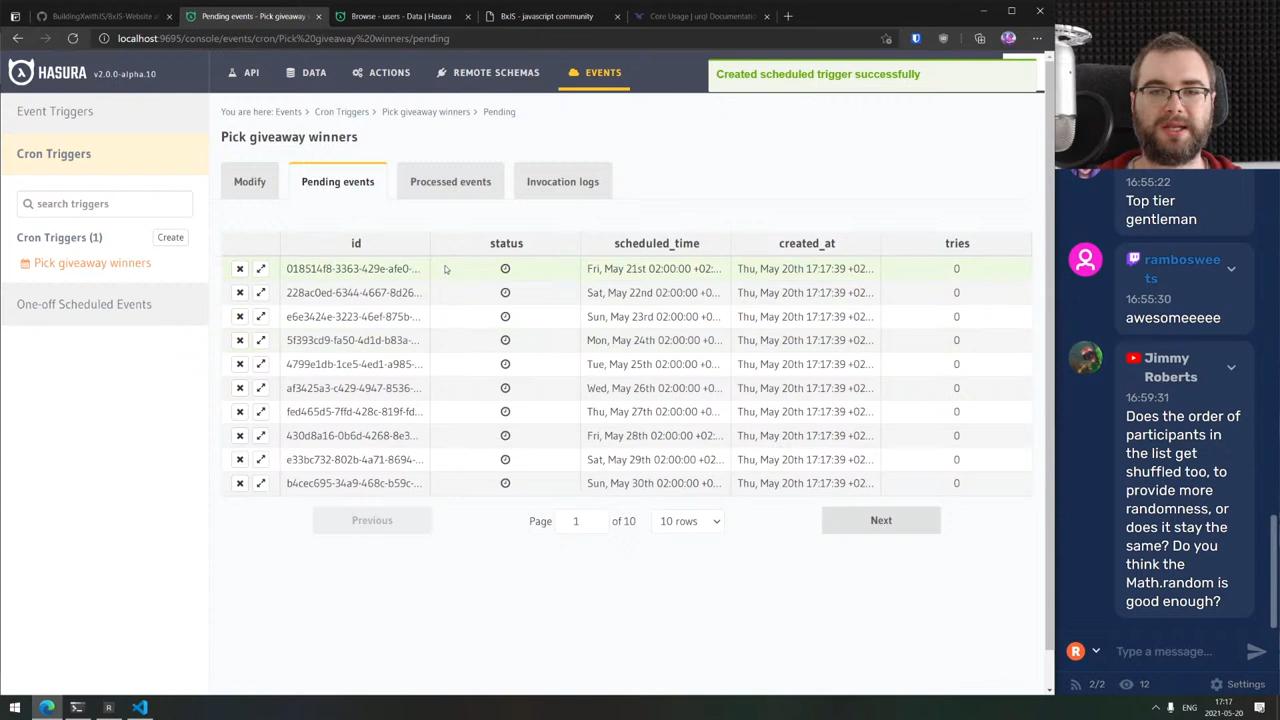 BuildingXwithJS/BxJS-Website at
Pending events - Pick giveaway
Browse - users - Data | Hasura
BxJS - javascript community
Core Usage | urql Documentation
localhost:9695/console/events/cron/Pick%20giveaway%20winners/pending
HASURA v2.0.0-alpha.10
API
DATA
ACTIONS
REMOTE SCHEMAS
EVENTS
Created scheduled trigger successfully
Event Triggers
Cron Triggers
search triggers
Cron Triggers (1) Create
Pick giveaway winners
One-off Scheduled Events
You are here: Events > Cron Triggers > Pick giveaway winners > Pending
Pick giveaway winners
Modify Pending events Processed events Invocation logs
id status scheduled_time created_at tries
018514f8-3363-429e-afe0-... Fri, May 21st 02:00:00 +02:... Thu, May 20th 17:17:39 +02... 0
228ac0ed-6344-4667-8d26... Sat, May 22nd 02:00:00 +0... Thu, May 20th 17:17:39 +02... 0
e6e3424e-3223-46ef-875b-... Sun, May 23rd 02:00:00 +0... Thu, May 20th 17:17:39 +02... 0
5f393cd9-fa50-4d1d-b83a-... Mon, May 24th 02:00:00 +... Thu, May 20th 17:17:39 +02... 0
4799e1db-1ce5-4ed1-a985-... Tue, May 25th 02:00:00 +0... Thu, May 20th 17:17:39 +02... 0
af3425a3-c429-4947-8536-... Wed, May 26th 02:00:00 +... Thu, May 20th 17:17:39 +02... 0
fed465d5-7ffd-428c-819f-fd... Thu, May 27th 02:00:00 +0... Thu, May 20th 17:17:39 +02... 0
430d8a16-0b6d-4268-8e3... Fri, May 28th 02:00:00 +02:... Thu, May 20th 17:17:39 +02... 0
e33bc732-802b-4a71-8694-... Sat, May 29th 02:00:00 +02... Thu, May 20th 17:17:39 +02... 0
b4cec695-34a9-468c-b59c-... Sun, May 30th 02:00:00 +0... Thu, May 20th 17:17:39 +02... 0
Previous Page 1 of 10 10 rows Next
16:55:22
Top tier
gentleman
ramboswee
ts
16:55:30
awesomeeeee
Jimmy
Roberts
16:59:31
Does the order of
participants in
the list get
shuffled too, to
provide more
randomness, or
does it stay the
same? Do you
think the
Math.random is
good enough?
R
Type a message...
2/2 12 Settings
ENG
17:17
2021-05-20